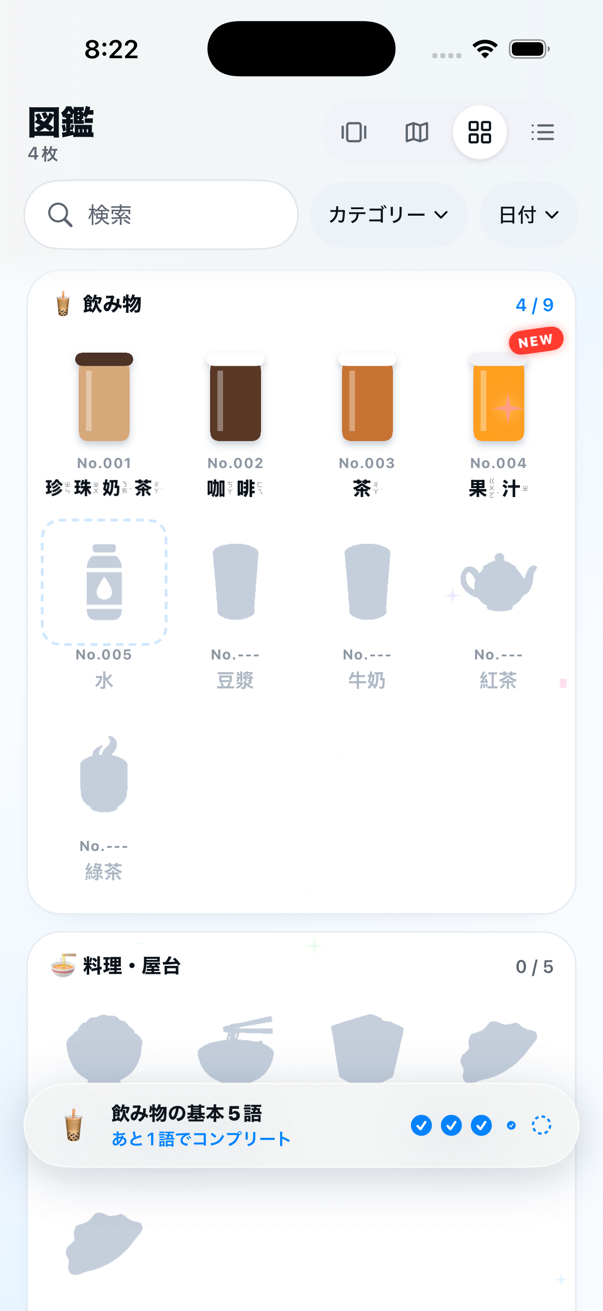 8:22
図鑑
4枚
検索
カテゴリー
日付
飲み物
4 / 9
NEW
No.001
No.002
No.003
No.004
珍珠奶茶
咖啡
茶
果汁
No.005
No.---
No.---
No.---
水
豆漿
牛奶
紅茶
No.---
綠茶
料理・屋台
0 / 5
飲み物の基本5語
あと1語でコンプリート